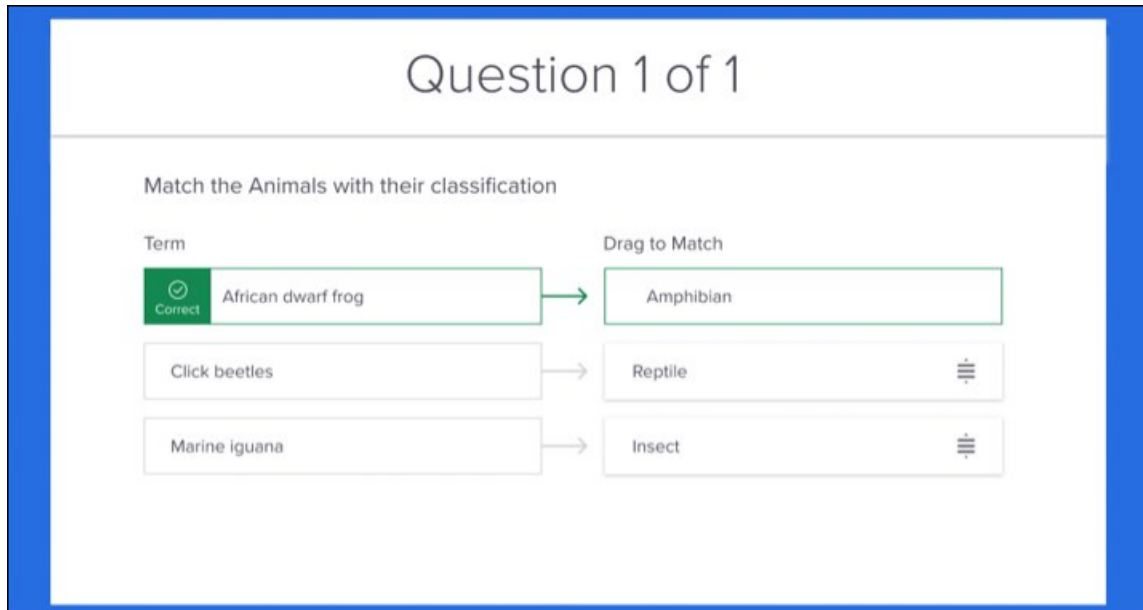 Question 1 of 1
Match the Animals with their classification
Term
Drag to Match
Correct
African dwarf frog
Amphibian
Click beetles
Reptile
Marine iguana
Insect